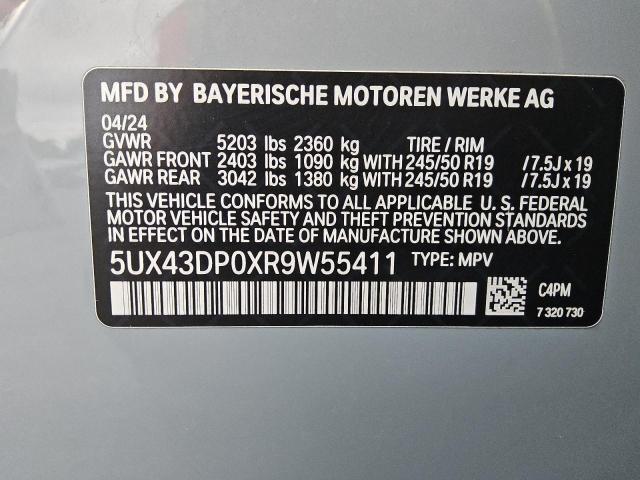 MFD BY BAYERISCHE MOTOREN WERKE AG
04/24
GVWR 5203 lbs 2360 kg TIRE / RIM
GAWR FRONT 2403 lbs 1090 kg WITH 245/50 R19 /7.5J x 19
GAWR REAR 3042 lbs 1380 kg WITH 245/50 R19 /7.5J x 19
THIS VEHICLE CONFORMS TO ALL APPLICABLE U. S. FEDERAL
MOTOR VEHICLE SAFETY AND THEFT PREVENTION STANDARDS
IN EFFECT ON THE DATE OF MANUFACTURE SHOWN ABOVE.
5UX43DP0XR9W55411 TYPE: MPV
C4PM
7 320 730